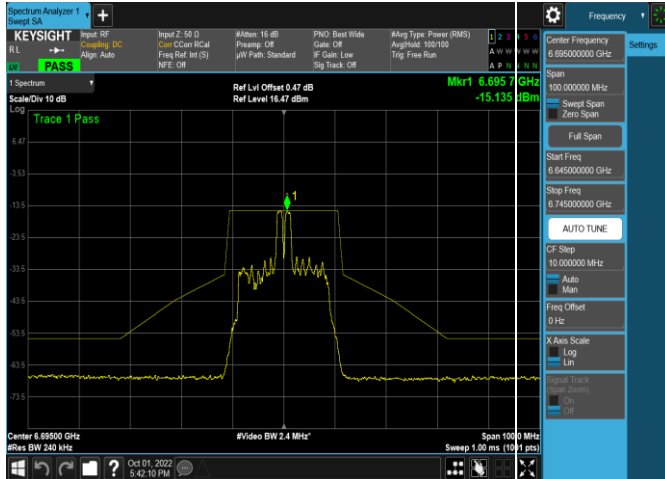 Spectrum Analyzer 1
Swept SA
Frequency
KEYSIGHT
Input: RF
Coupling: DC
Align: Auto
Input Z: 50 Ω
Corr CCorr RCal
Freq Ref: Int (S)
NFE: Off
#Atten: 16 dB
Preamp: Off
µW Path: Standard
PNO: Best Wide
Gate: Off
IF Gain: Low
Sig Track: Off
#Avg Type: Power (RMS)
Avg|Hold: 100/100
Trig: Free Run
1 2 3 4 5 6
A W W W W W
A P N N N N
R L
PASS
1 Spectrum
Scale/Div 10 dB
Ref Lvl Offset 0.47 dB
Ref Level 16.47 dBm
Mkr1 6.695 7 GHz
-15.135 dBm
Log
Trace 1 Pass
1
6.47
-3.53
-13.5
-23.5
-33.5
-43.5
-53.5
-63.5
-73.5
Center 6.69500 GHz
#Res BW 240 kHz
#Video BW 2.4 MHz*
Span 100.0 MHz
Sweep 1.00 ms (1001 pts)
Oct 01, 2022
5:42:10 PM
Center Frequency
6.695000000 GHz
Settings
Span
100.000000 MHz
Swept Span
Zero Span
Full Span
Start Freq
6.645000000 GHz
Stop Freq
6.745000000 GHz
AUTO TUNE
CF Step
10.000000 MHz
Auto
Man
Freq Offset
0 Hz
X Axis Scale
Log
Lin
Signal Track
(Span Zoom)
On
Off